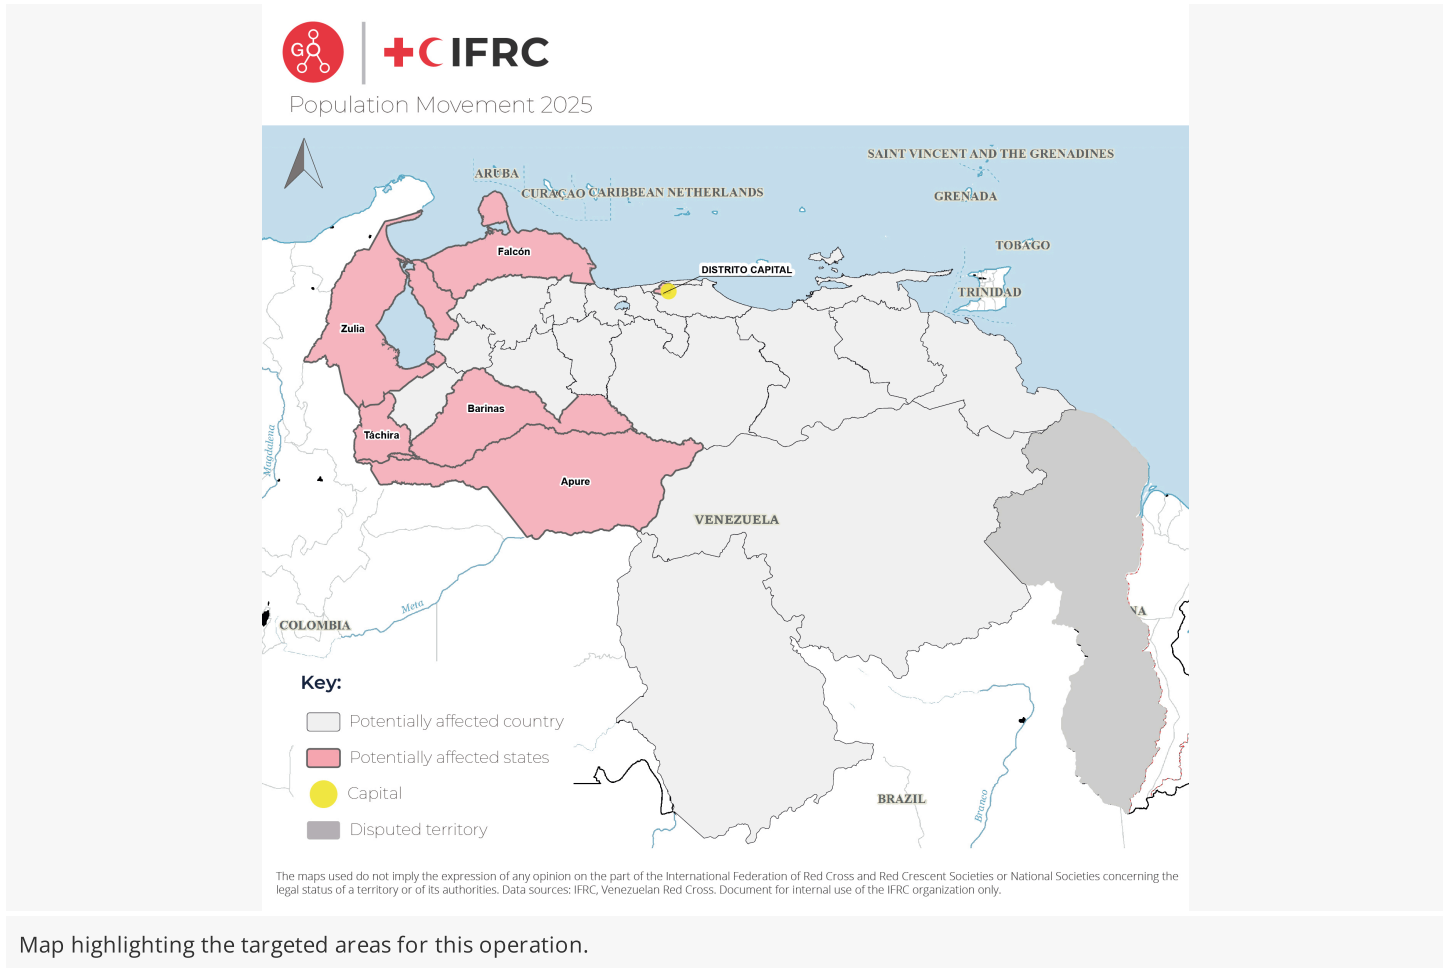 GO
IFRC
Population Movement 2025
SAINT VINCENT AND THE GRENADINES
ARUBA
CURAÇAO CARIBBEAN NETHERLANDS
GRENADA
TOBAGO
Falcón
DISTRITO CAPITAL
TRINIDAD
Zulia
Barinas
Táchira
Magdalena
Apure
VENEZUELA
Meta
NA
COLOMBIA
Key:
Potentially affected country
Potentially affected states
Capital
BRAZIL
Branco
Disputed territory
The maps used do not imply the expression of any opinion on the part of the International Federation of Red Cross and Red Crescent Societies or National Societies concerning the
legal status of a territory or of its authorities. Data sources: IFRC, Venezuelan Red Cross. Document for internal use of the IFRC organization only.
Map highlighting the targeted areas for this operation.